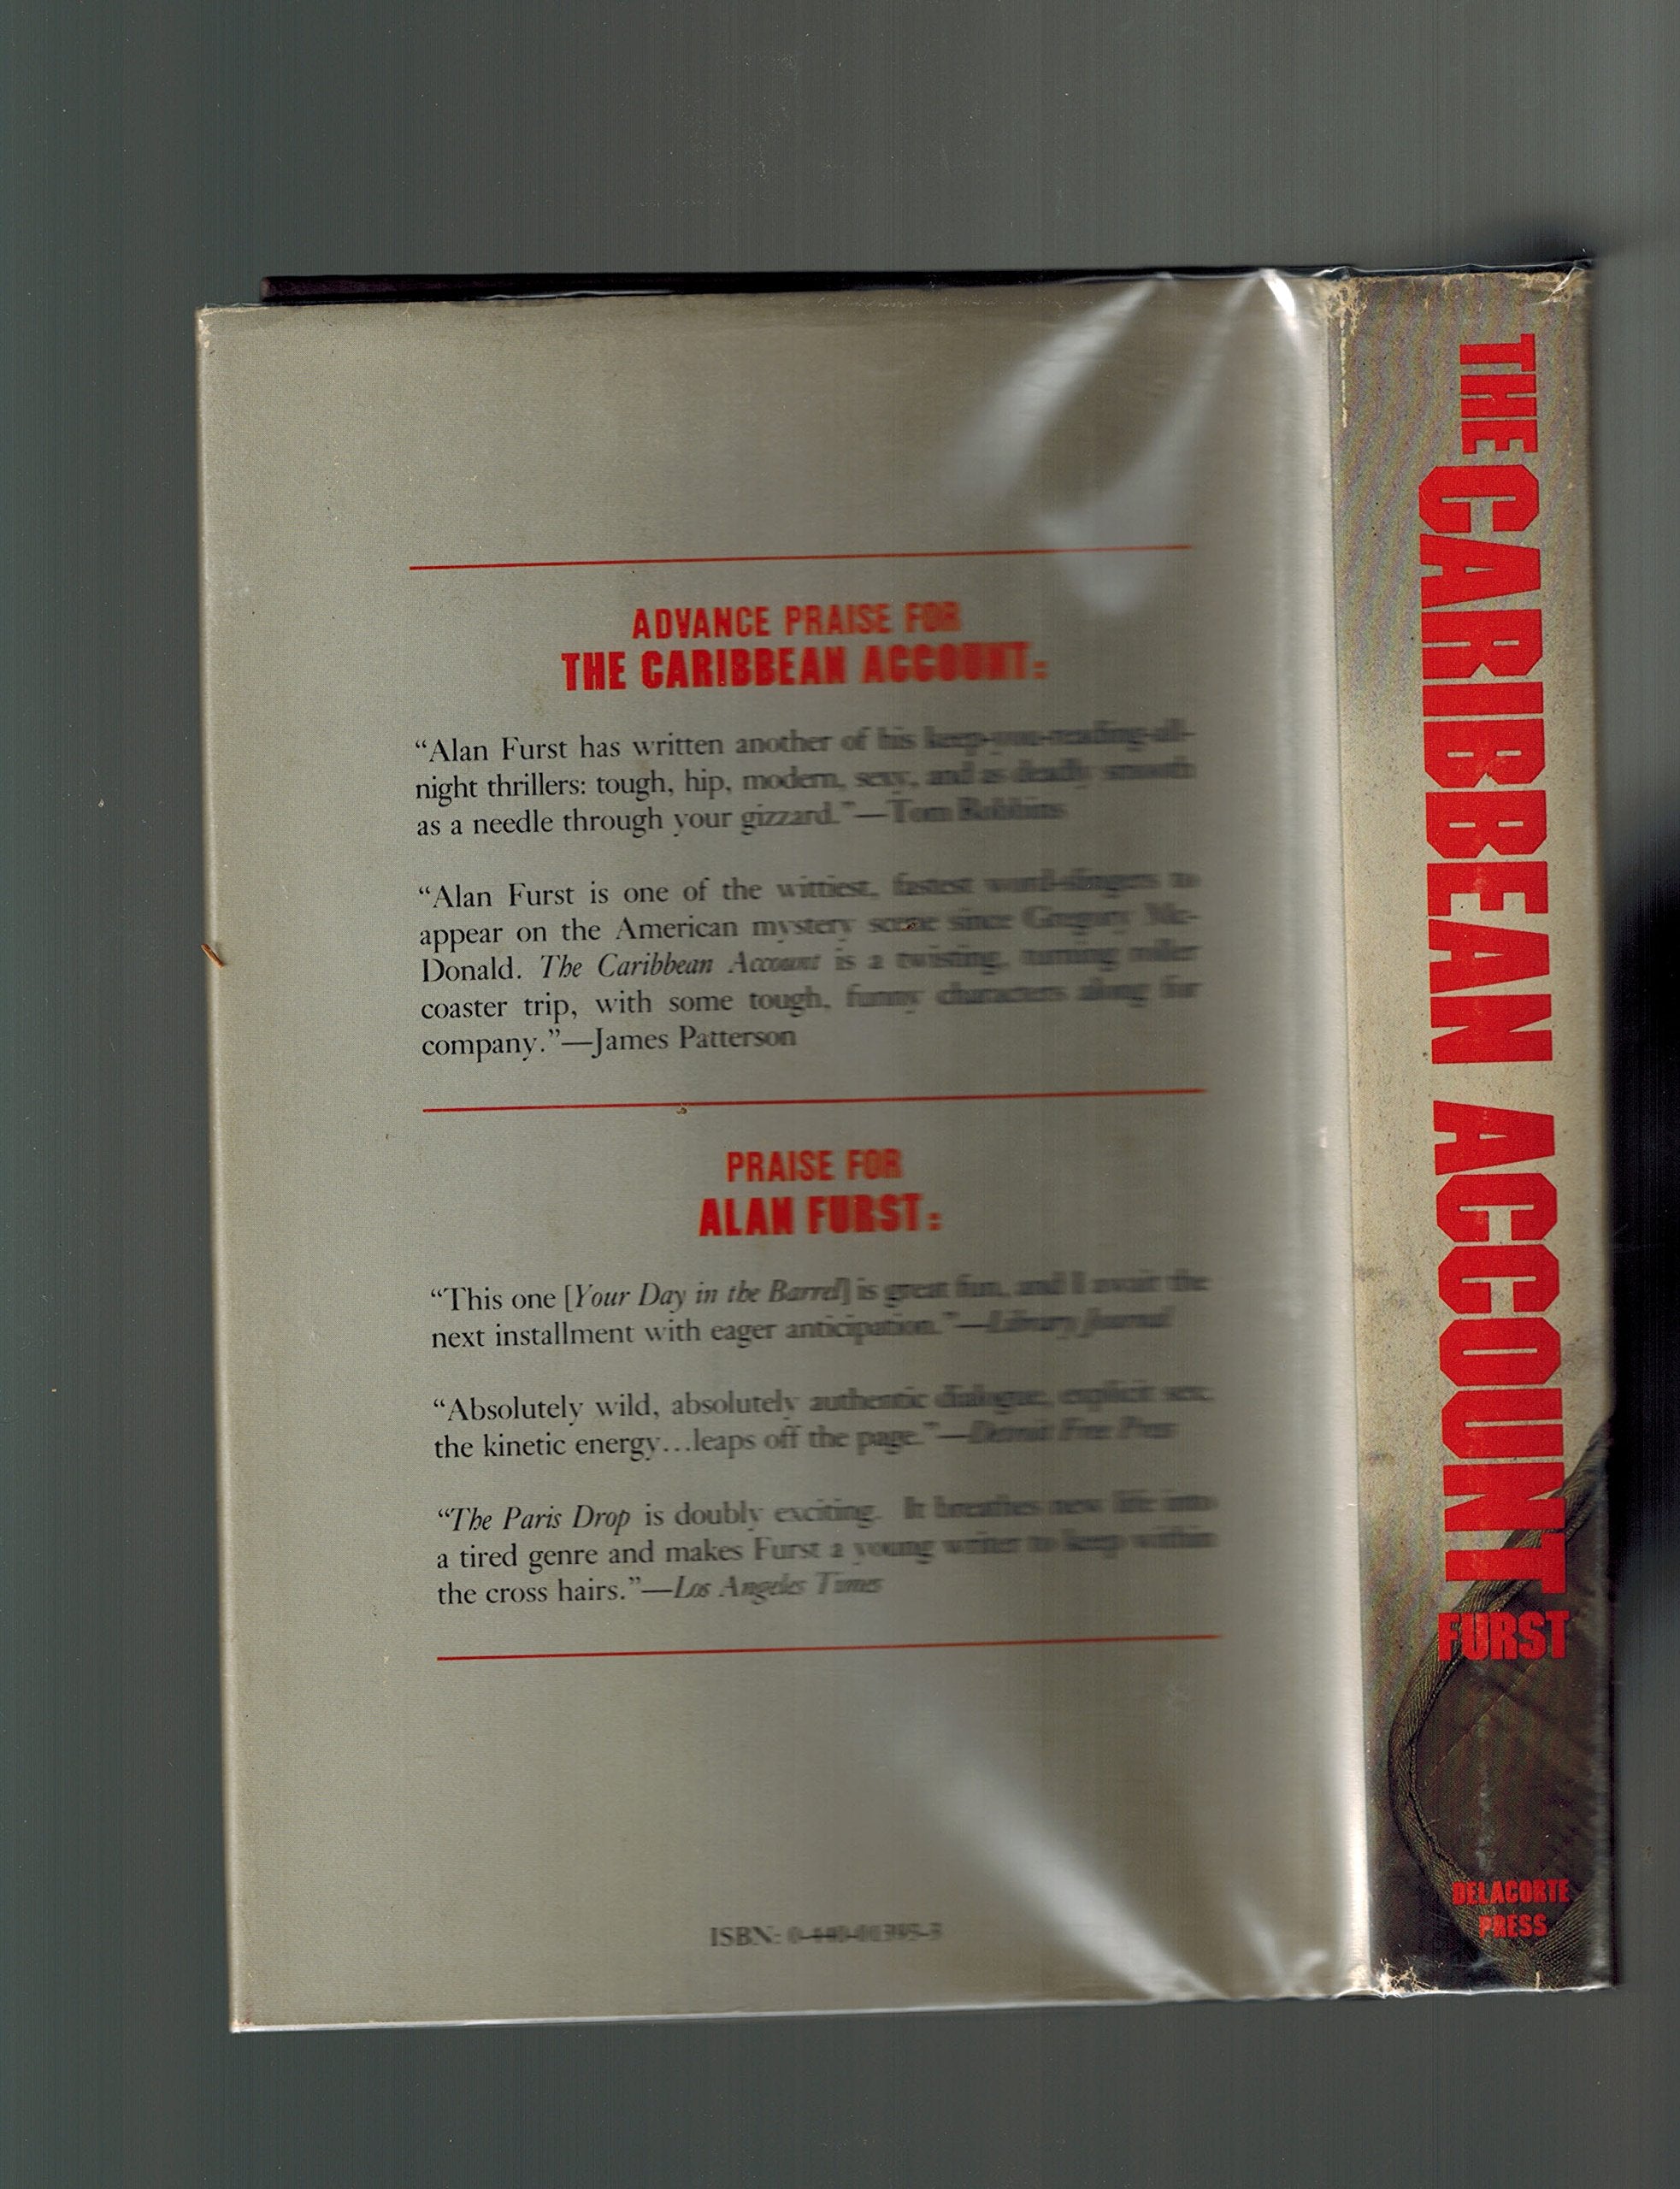 ADVANCE PRAISE FOR
THE CARIBBEAN ACCOUNT:
“Alan Furst has written another of his keep-you-reading-all-
night thrillers: tough, hip, modern, sexy, and as deadly smooth
as a needle through your gizzard.”—Tom Robbins
“Alan Furst is one of the wittiest, fastest word-slingers to
appear on the American mystery scene since Gregory Mc-
Donald. The Caribbean Account is a twisting, turning roller
coaster trip, with some tough, funny characters along for
company.”—James Patterson
PRAISE FOR
ALAN FURST:
“This one [Your Day in the Barrel] is great fun, and I await the
next installment with eager anticipation.”—Library Journal
“Absolutely wild, absolutely authentic dialogue, explicit sex,
the kinetic energy...leaps off the page.”—Detroit Free Press
“The Paris Drop is doubly exciting. It breathes new life into
a tired genre and makes Furst a young writer to keep within
the cross hairs.”—Los Angeles Times
ISBN:
THE CARIBBEAN ACCOUNT FURST
DELACORTE
PRESS